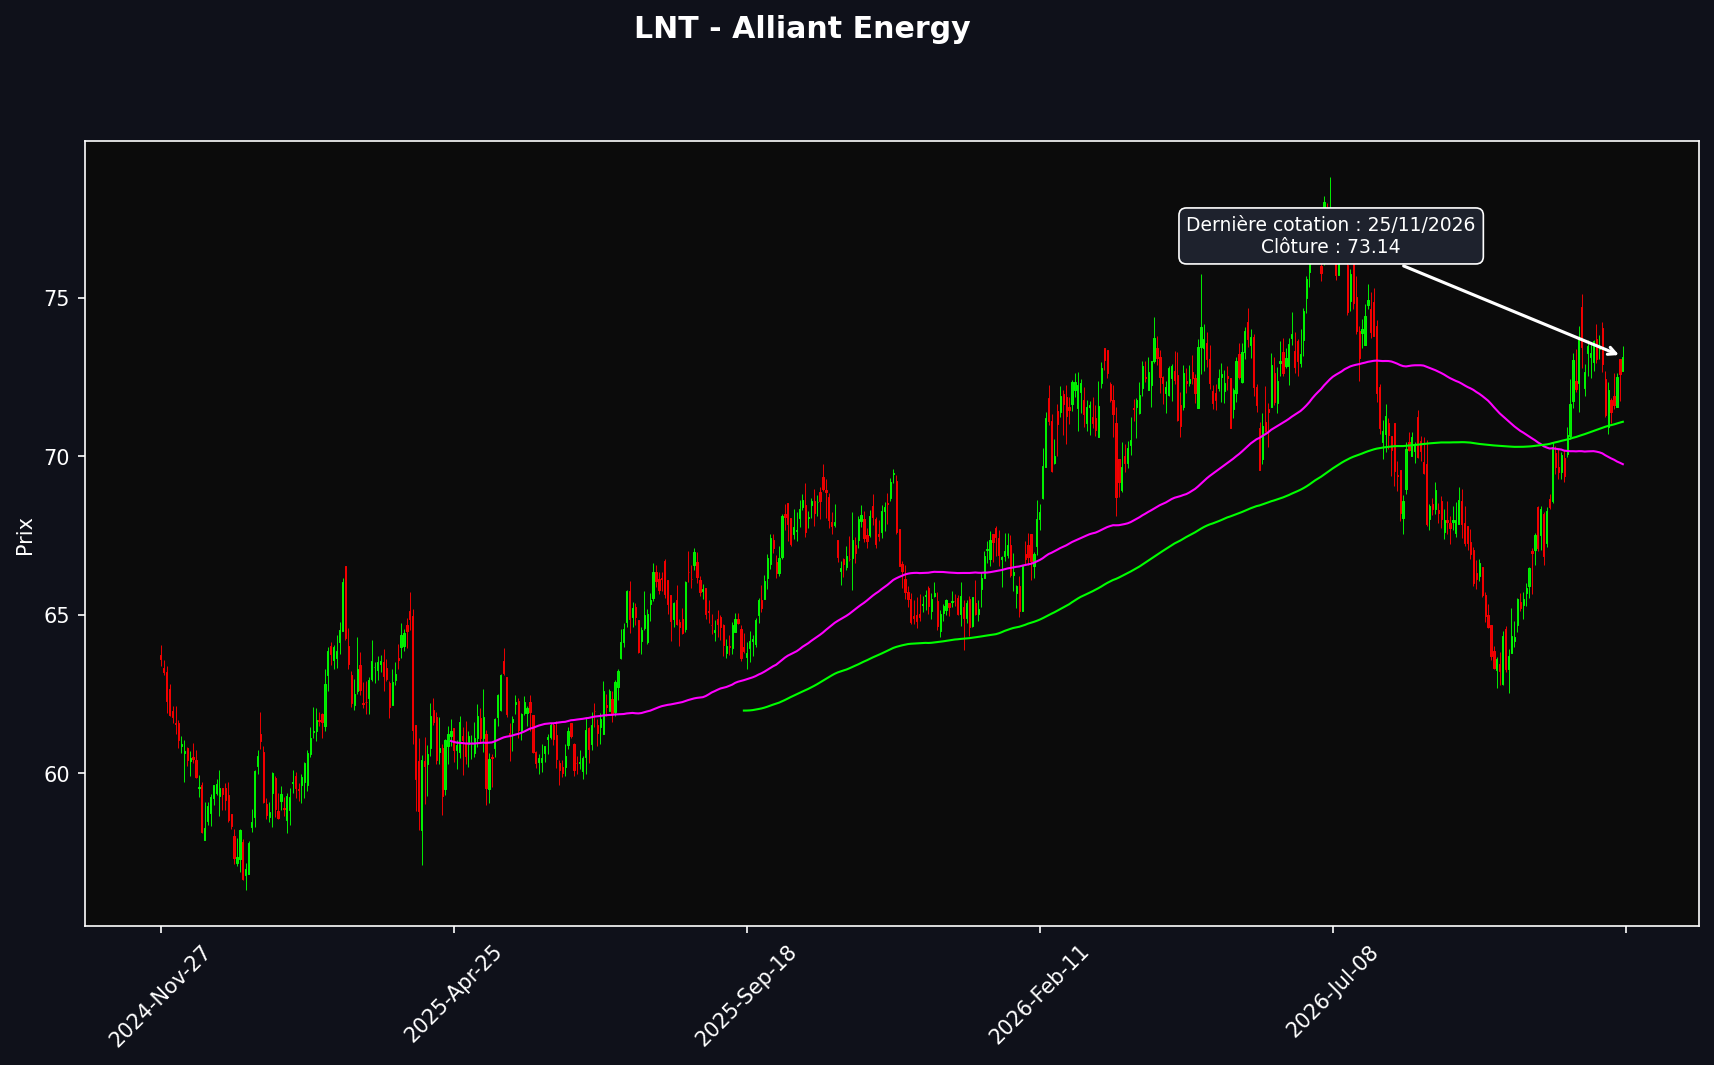 LNT - Alliant Energy
Dernière cotation : 25/11/2026
Clôture : 73.14
Prix
75
70
65
60
2024-Nov-27
2025-Apr-25
2025-Sep-18
2026-Feb-11
2026-Jul-08